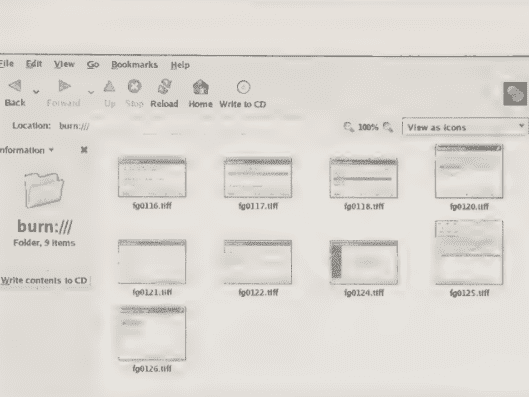 File Edit View Go Bookmarks Help
Back Forward Up Stop Reload Home Write to CD
Location: burn:/// 100% View as Icons
nformation
burn:///
Folder, 9 items
Write contents to CD
fg0116.tiff fg0117.tiff fg0118.tiff fg0120.tiff
fg0121.tiff fg0122.tiff fg0124.tiff fg0125.tiff
fg0126.tiff